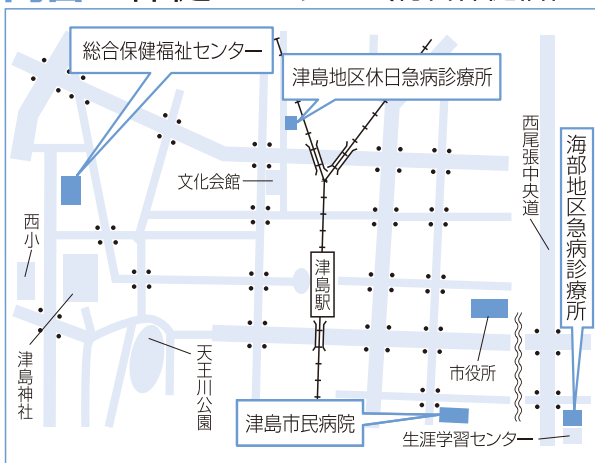 総合保健福祉センター
津島地区休日急病診療所
西尾張中央道
海部地区急病診療所
文化会館
西小
津島駅
市役所
津島神社
天王川公園
津島市民病院
生涯学習センター